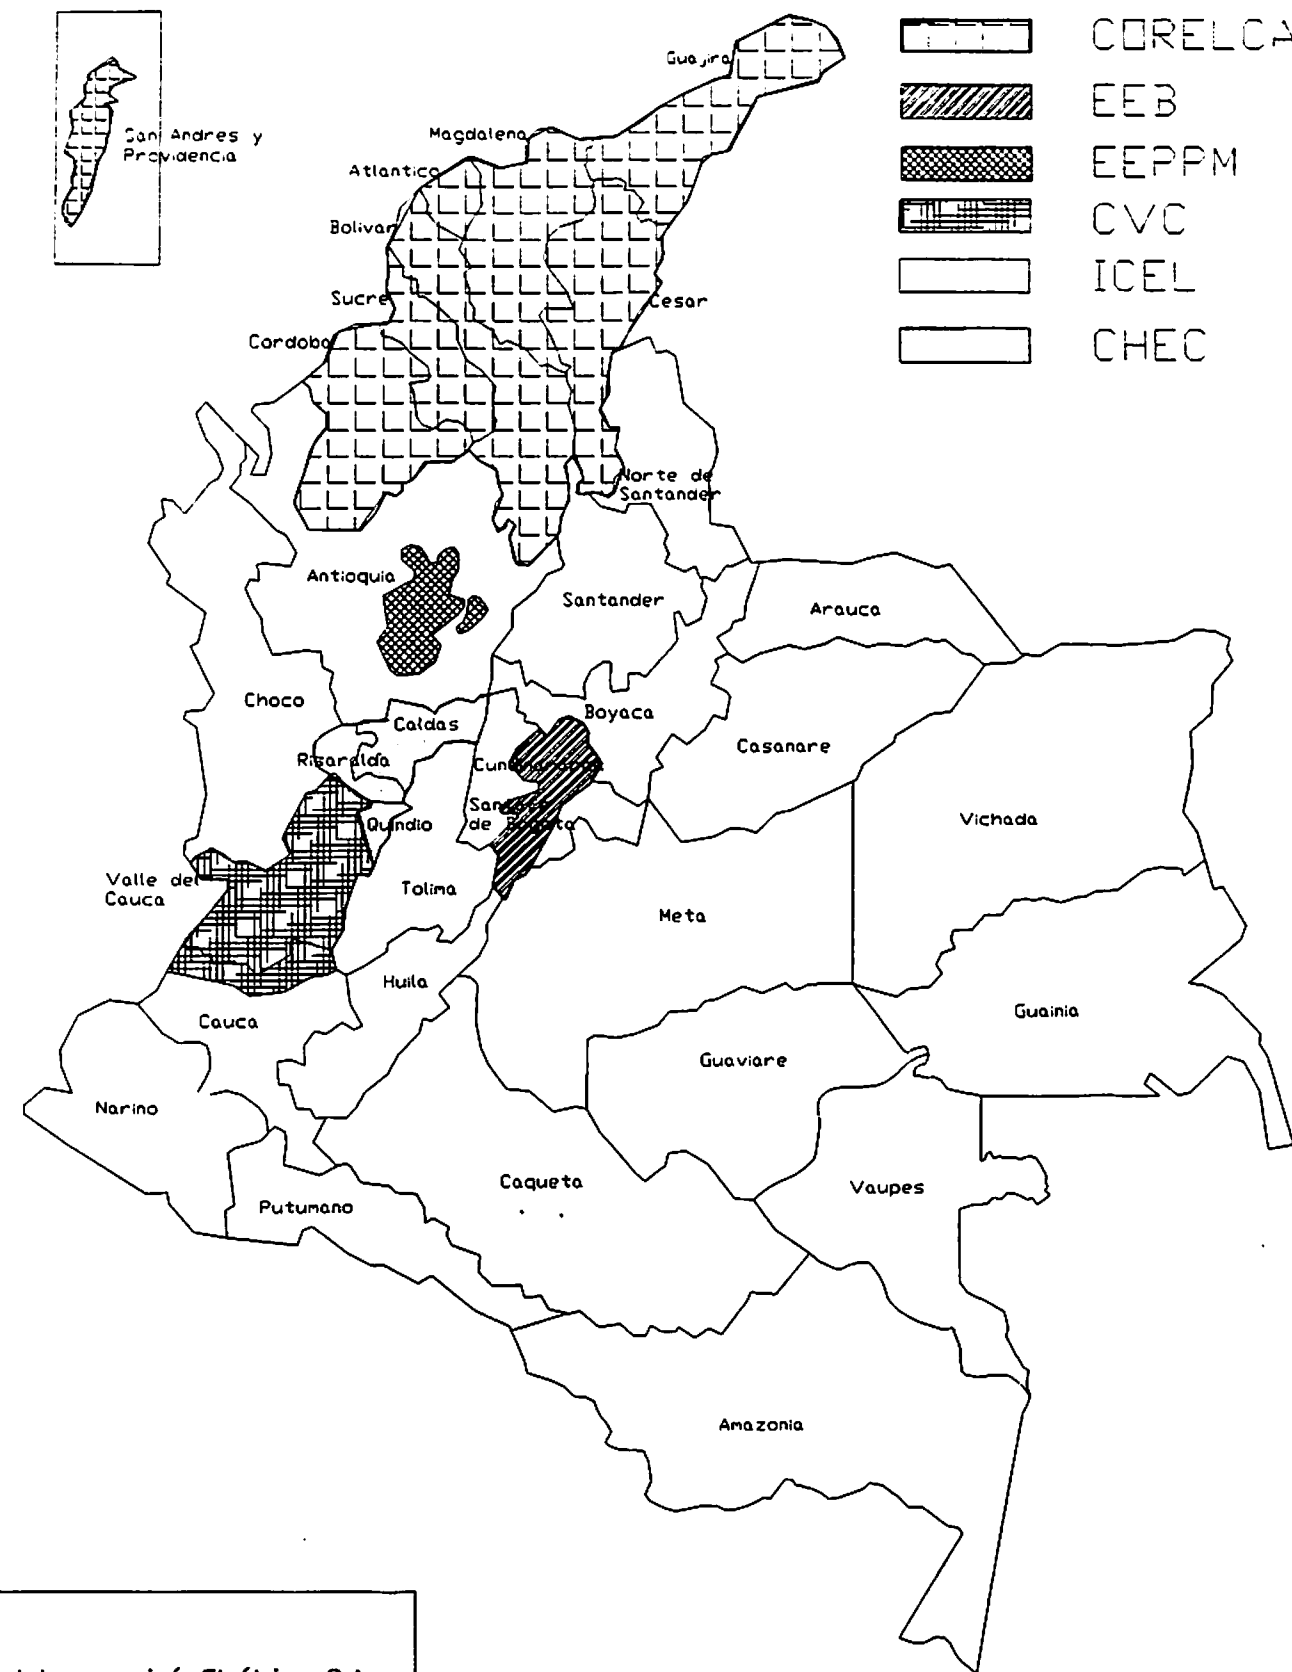 CORELCA
EEB
EEPPM
CVC
ICEL
CHEC
San Andres y
Providencia
Guajira
Magdalena
Atlantico
Bolivar
Sucre
Cordoba
Cesar
Norte de
Santander
Antioquia
Santander
Arauca
Choco
Caldas
Boyaca
Risaralda
Casanare
Quindio
de Bogota
Vichada
Valle del
Cauca
Tolima
Meta
Huila
Cauca
Guainia
Guaviare
Narino
Caqueta
Vaupes
Putumano
Amazonia